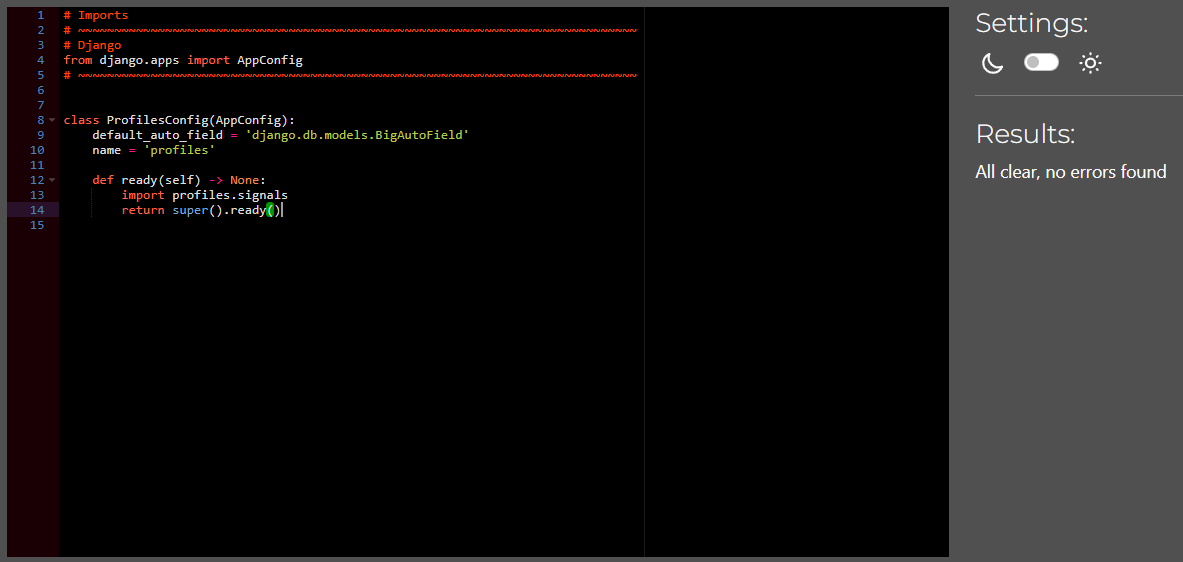 1 # Imports
2 # ~~~~~~~~~~~~~~~~~~~~~~~~~~~~~~~~~~~~~~~~~~~~~~~~~~~~~~~~~~~~~~~~~~~~~~~~~~~~~
3 # Django
4 from django.apps import AppConfig
5 # ~~~~~~~~~~~~~~~~~~~~~~~~~~~~~~~~~~~~~~~~~~~~~~~~~~~~~~~~~~~~~~~~~~~~~~~~~~~~~
6
7
8 class ProfilesConfig(AppConfig):
9     default_auto_field = 'django.db.models.BigAutoField'
10     name = 'profiles'
11
12     def ready(self) -> None:
13         import profiles.signals
14         return super().ready()
15
Settings:
Results:
All clear, no errors found